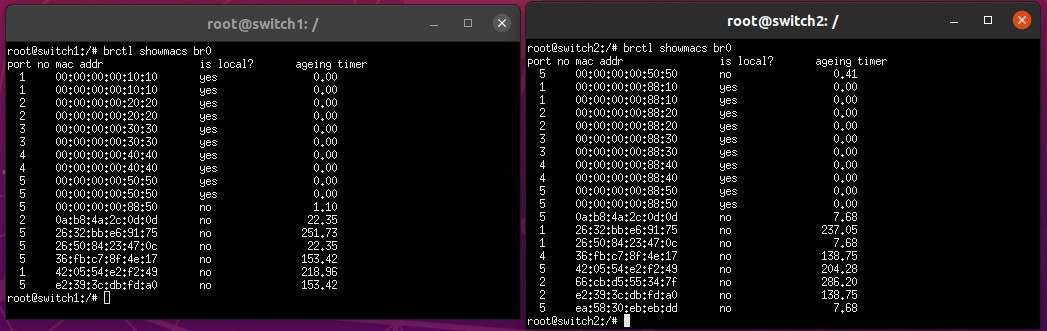 root@switch1: /
root@switch1:/# brctl showmacs br0
port no mac addr is local? ageing timer
1 00:00:00:00:10:10 yes 0.00
1 00:00:00:00:10:10 yes 0.00
2 00:00:00:00:20:20 yes 0.00
2 00:00:00:00:20:20 yes 0.00
3 00:00:00:00:30:30 yes 0.00
3 00:00:00:00:30:30 yes 0.00
4 00:00:00:00:40:40 yes 0.00
4 00:00:00:00:40:40 yes 0.00
5 00:00:00:00:50:50 yes 0.00
5 00:00:00:00:50:50 yes 0.00
5 00:00:00:00:88:50 no 1.10
2 0a:b8:4a:2c:0d:0d no 22.35
5 26:32:bb:e6:91:75 no 251.73
5 26:50:84:23:47:0c no 22.35
5 36:fb:c7:8f:4e:17 no 153.42
1 42:05:54:e2:f2:49 no 218.96
5 e2:39:3c:db:fd:a0 no 153.42
root@switch1:/#
root@switch2: /
root@switch2:/# brctl showmacs br0
port no mac addr is local? ageing timer
5 00:00:00:00:50:50 no 0.41
1 00:00:00:00:88:10 yes 0.00
1 00:00:00:00:88:10 yes 0.00
2 00:00:00:00:88:20 yes 0.00
2 00:00:00:00:88:20 yes 0.00
3 00:00:00:00:88:30 yes 0.00
3 00:00:00:00:88:30 yes 0.00
4 00:00:00:00:88:40 yes 0.00
4 00:00:00:00:88:40 yes 0.00
5 00:00:00:00:88:50 yes 0.00
5 00:00:00:00:88:50 yes 0.00
5 0a:b8:4a:2c:0d:0d no 7.68
1 26:32:bb:e6:91:75 no 237.05
1 26:50:84:23:47:0c no 7.68
4 36:fb:c7:8f:4e:17 no 138.75
5 42:05:54:e2:f2:49 no 204.28
2 66:cb:d5:55:34:7f no 286.20
2 e2:39:3c:db:fd:a0 no 138.75
5 ea:58:30:eb:eb:dd no 7.68
root@switch2:/#